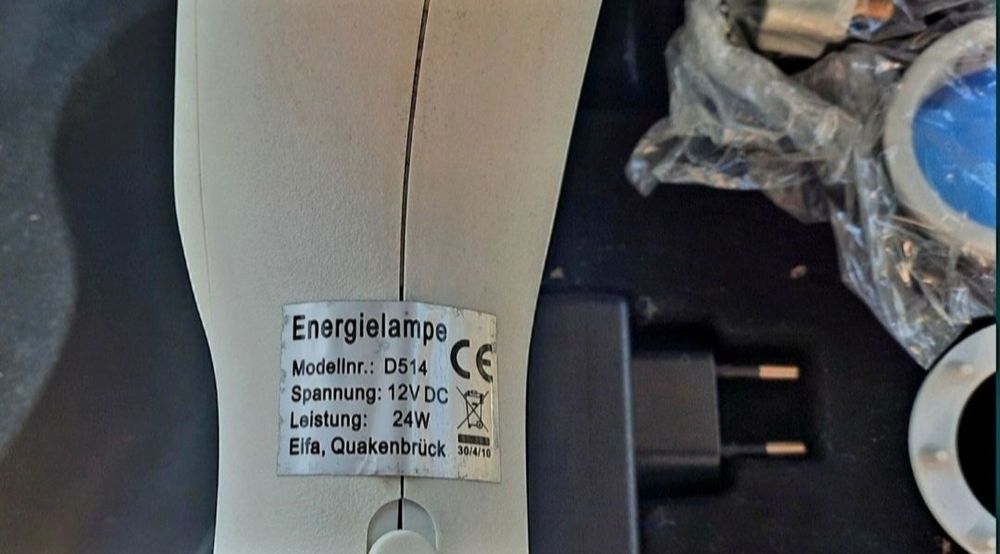 Energielampe
CE
Modellnr.: D514
Spannung: 12V DC
Leistung: 24W
Elfa, Quakenbrück
30/4/10